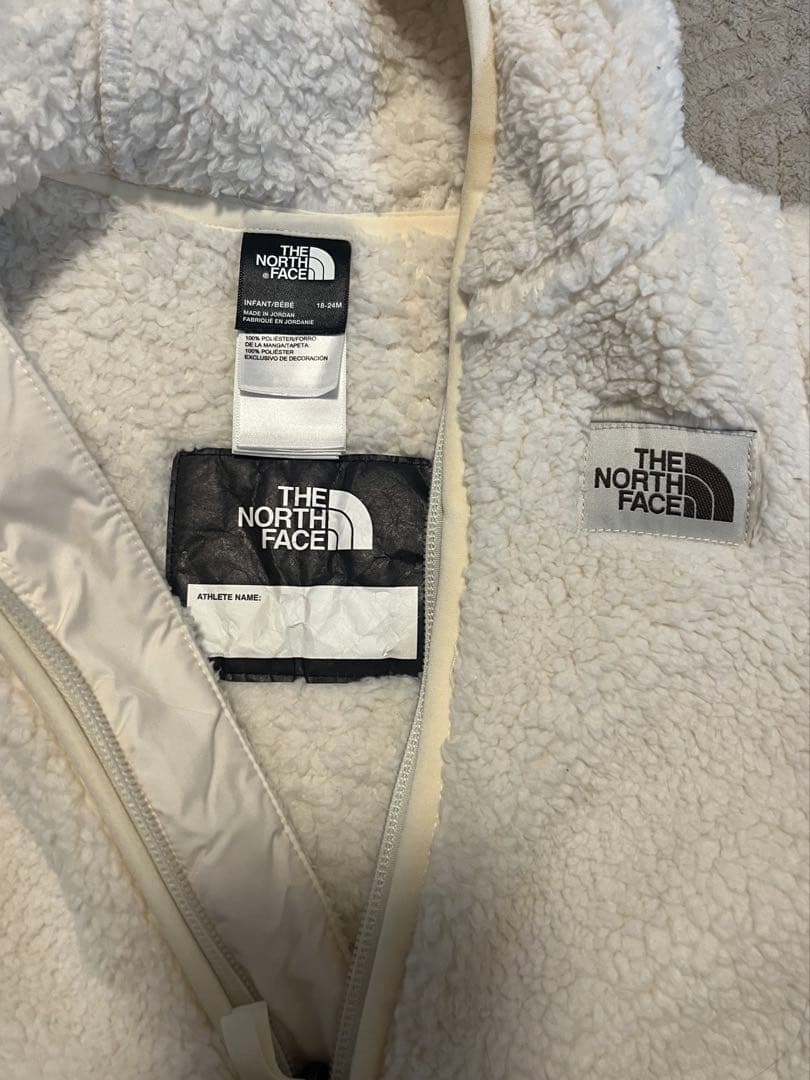 THE
NORTH
FACE
INFANT/BÉBÉ 18-24M
MADE IN JORDAN
FABRIQUÉ EN JORDANIE
100% POLIÉSTER/FORRO
DE LA MANGA/TAPETA:
100% POLIÉSTER
EXCLUSIVO DE DECORACIÓN
THE
NORTH
FACE
ATHLETE NAME:
THE
NORTH
FACE